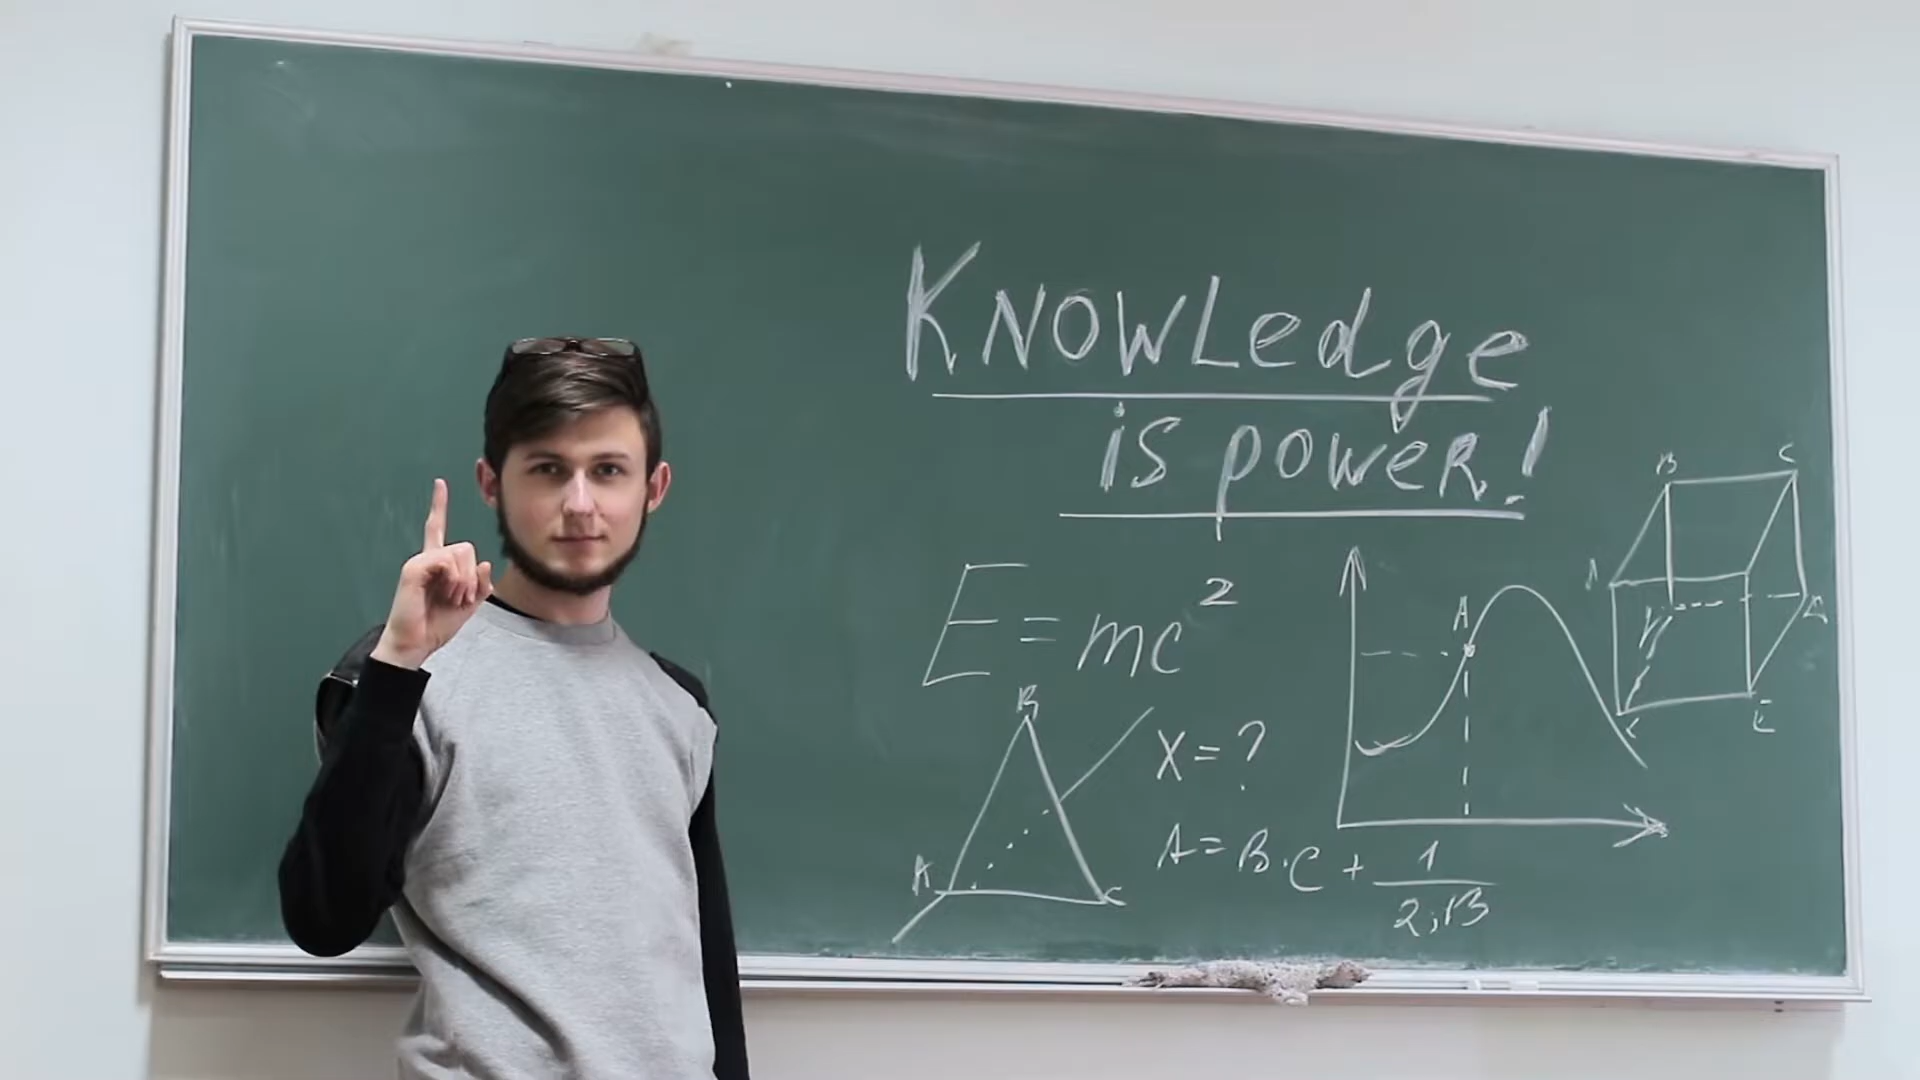 Knowledge
is power!
E = mc²
B
A
C
X = ?
A = B·C + 1/2,13
A
B
C
A
E